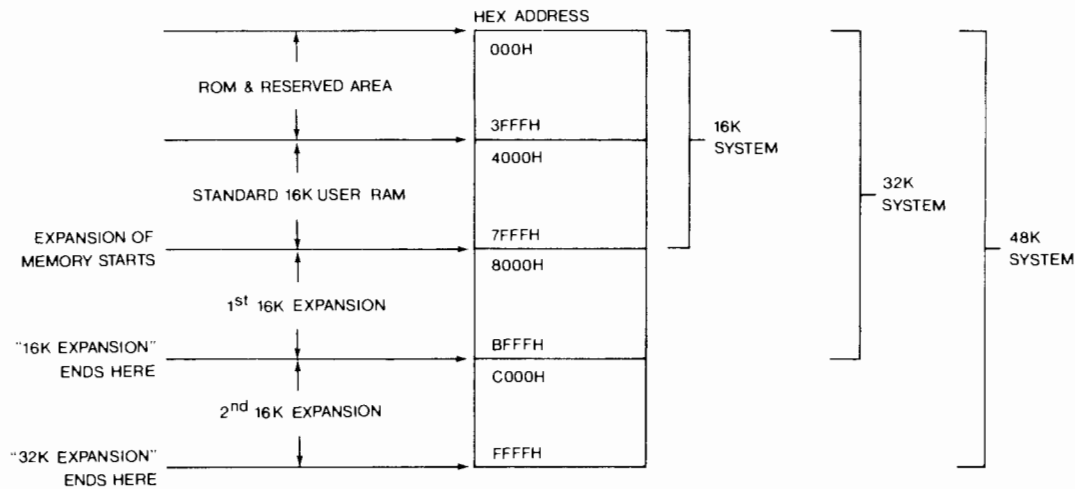 HEX ADDRESS
000H
ROM & RESERVED AREA
3FFFH
16K
SYSTEM
4000H
STANDARD 16K USER RAM
32K
SYSTEM
EXPANSION OF
MEMORY STARTS
7FFFH
48K
SYSTEM
8000H
1st 16K EXPANSION
"16K EXPANSION"
ENDS HERE
BFFFH
C000H
2nd 16K EXPANSION
"32K EXPANSION"
ENDS HERE
FFFFH